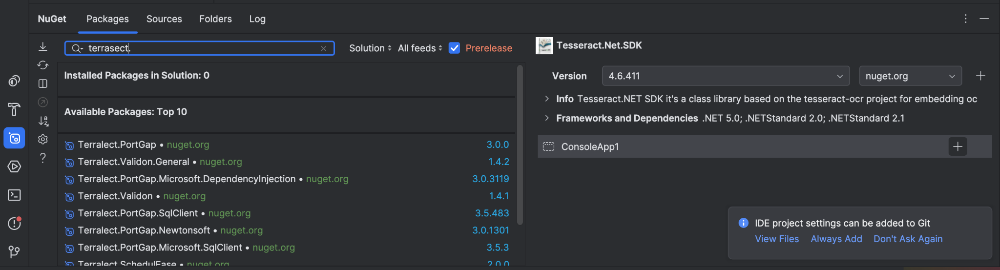 NuGet Packages Sources Folders Log
terrasect. Solution All feeds Prerelease
Installed Packages in Solution: 0
Available Packages: Top 10
Terralect.PortGap • nuget.org 3.0.0
Terralect.Validon.General • nuget.org 1.4.2
Terralect.PortGap.Microsoft.DependencyInjection • nuget.org 3.0.3119
Terralect.Validon • nuget.org 1.4.1
Terralect.PortGap.SqlClient • nuget.org 3.5.483
Terralect.PortGap.Newtonsoft • nuget.org 3.0.1301
Terralect.PortGap.Microsoft.SqlClient • nuget.org 3.5.3
Terralect.SchedulEase • nuget.org 2.0.0
Tesseract.Net.SDK
Version 4.6.411 nuget.org
Info Tesseract.NET SDK it's a class library based on the tesseract-ocr project for embedding oc
Frameworks and Dependencies .NET 5.0; .NETStandard 2.0; .NETStandard 2.1
ConsoleApp1
IDE project settings can be added to Git
View Files Always Add Don't Ask Again